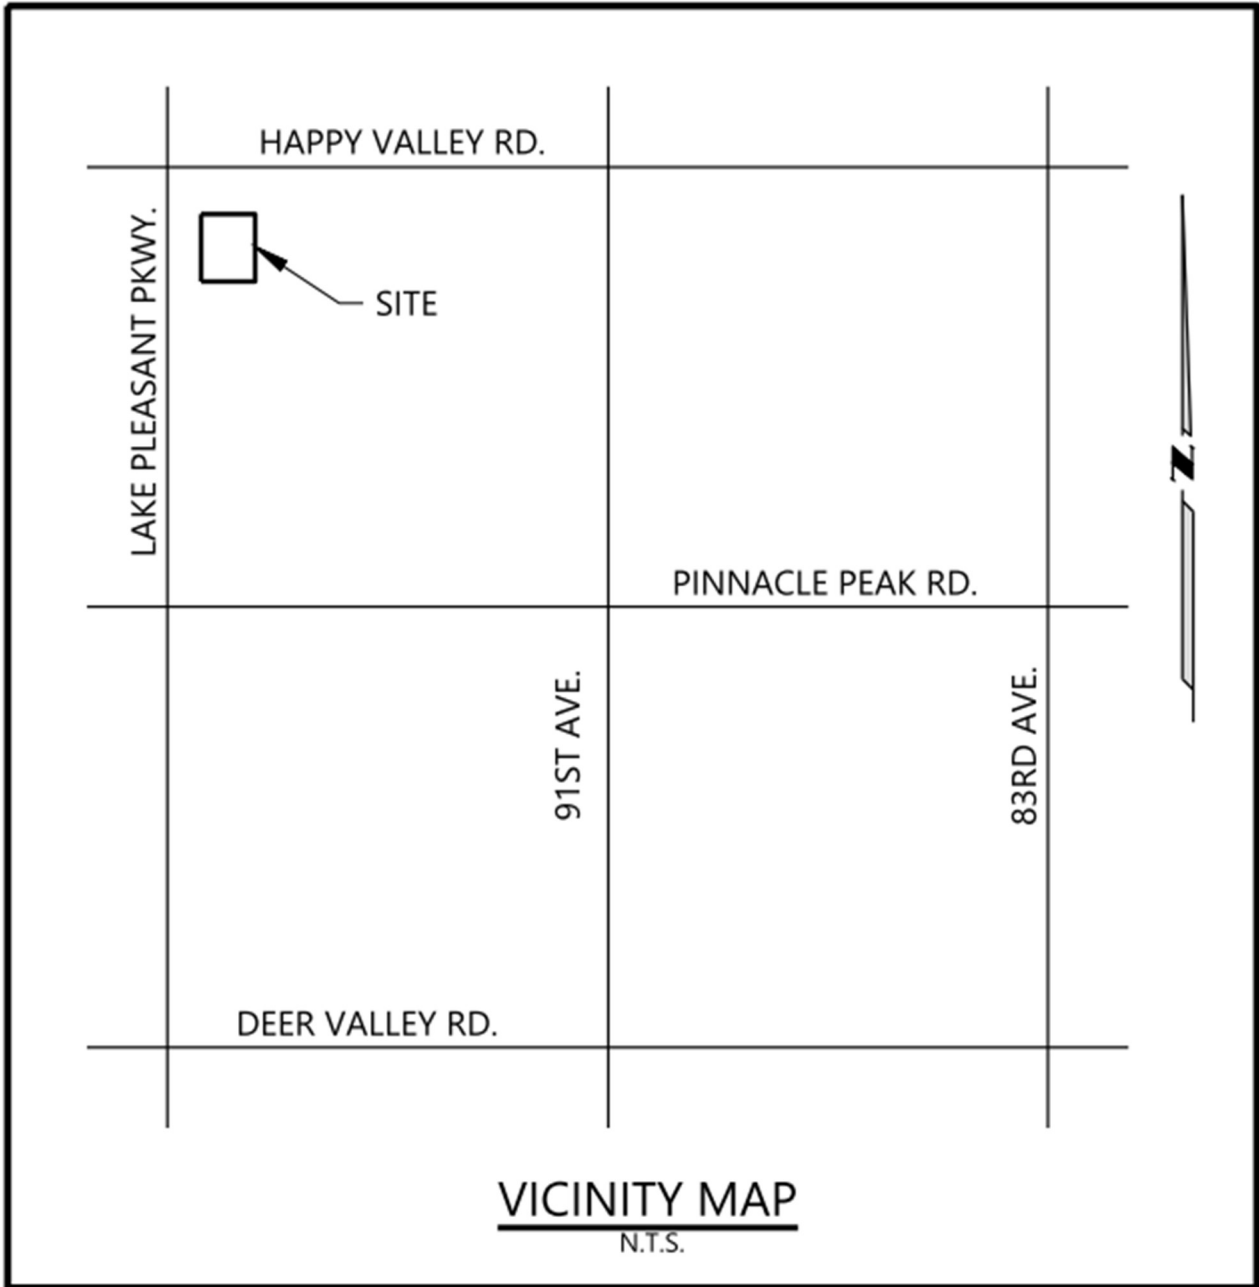 HAPPY VALLEY RD.
LAKE PLEASANT PKWY.
SITE
N
PINNACLE PEAK RD.
91ST AVE.
83RD AVE.
DEER VALLEY RD.
VICINITY MAP
N.T.S.